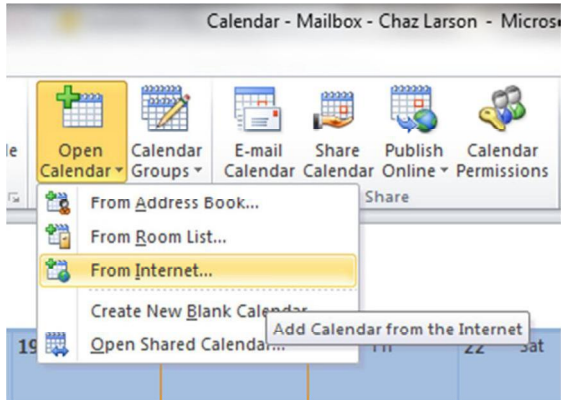 Calendar - Mailbox - Chaz Larson - Micros
Open Calendar E-mail Share Publish Calendar
Calendar Groups Calendar Calendar Online Permissions
Share
From Address Book...
From Room List...
From Internet...
Create New Blank Calendar
Add Calendar from the Internet
19 Open Shared Calendar... Fri 22 Sat